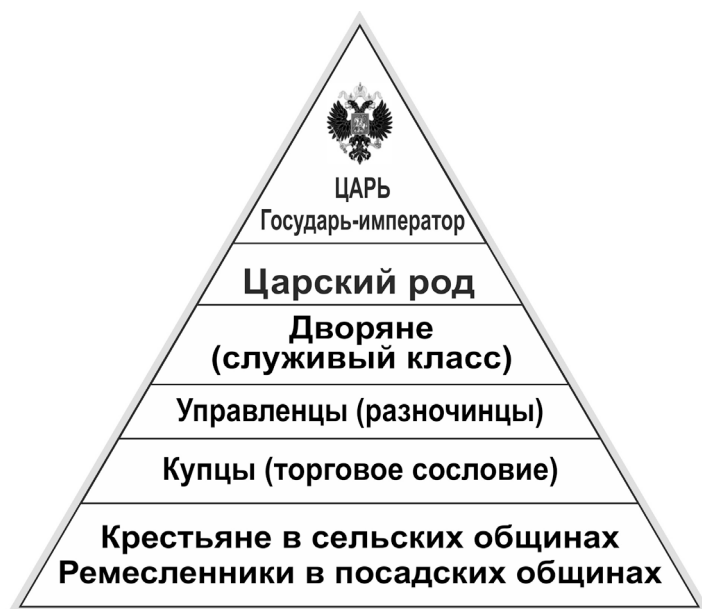 ЦАРЬ
Государь-император
Царский род
Дворяне
(служивый класс)
Управленцы (разночинцы)
Купцы (торговое сословие)
Крестьяне в сельских общинах
Ремесленники в посадских общинах